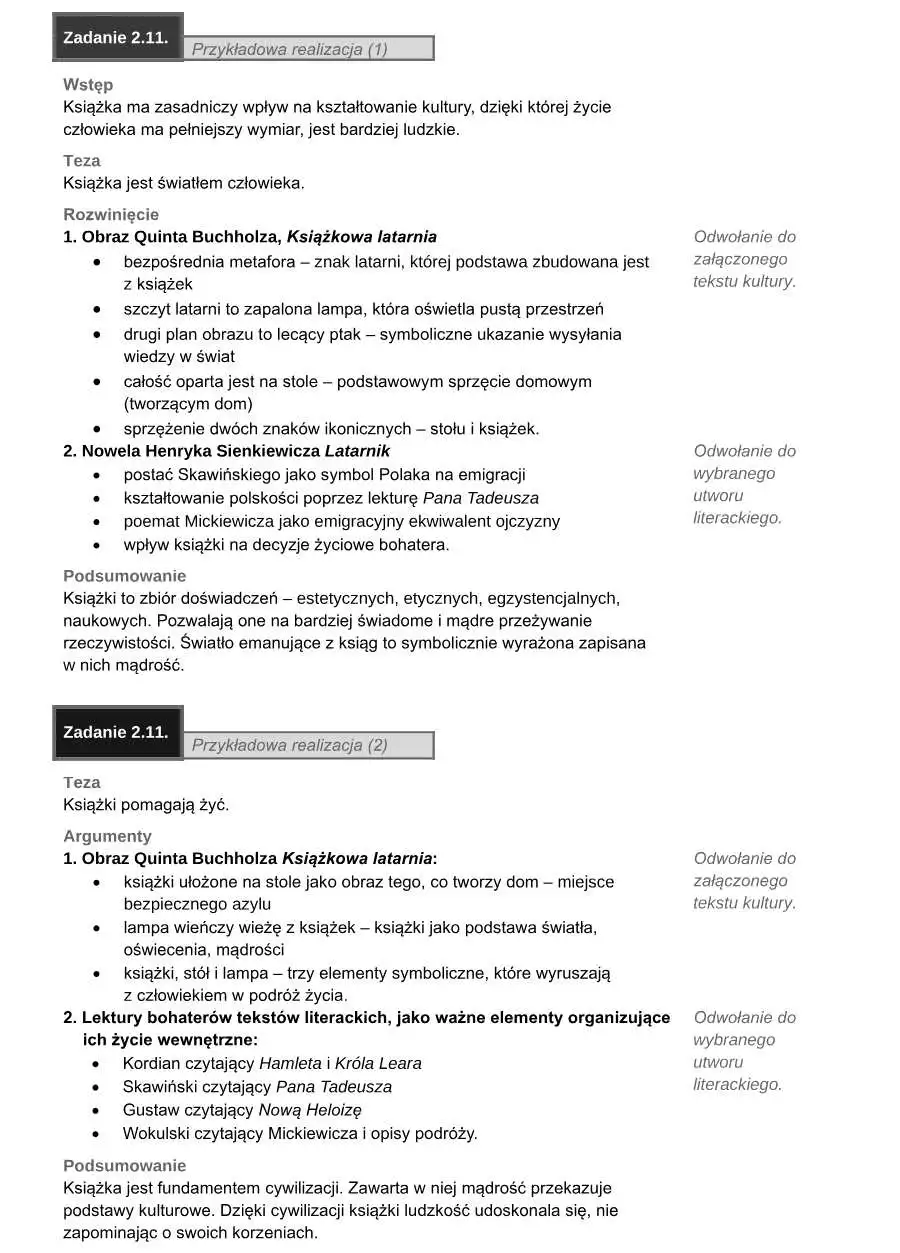 Zadanie 2.11.
Przykładowa realizacja (1)
Wstęp
Książka ma zasadniczy wpływ na kształtowanie kultury, dzięki której życie
człowieka ma pełniejszy wymiar, jest bardziej ludzkie.
Teza
Książka jest światłem człowieka.
Rozwinięcie
1. Obraz Quinta Buchholza, Książkowa latarnia
• bezpośrednia metafora – znak latarni, której podstawa zbudowana jest
z książek
• szczyt latarni to zapalona lampa, która oświetla pustą przestrzeń
• drugi plan obrazu to lecący ptak – symboliczne ukazanie wysyłania
wiedzy w świat
• całość oparta jest na stole – podstawowym sprzęcie domowym
(tworzącym dom)
• sprzężenie dwóch znaków ikonicznych – stołu i książek.
Odwołanie do
załączonego
tekstu kultury.
2. Nowela Henryka Sienkiewicza Latarnik
• postać Skawińskiego jako symbol Polaka na emigracji
• kształtowanie polskości poprzez lekturę Pana Tadeusza
• poemat Mickiewicza jako emigracyjny ekwiwalent ojczyzny
• wpływ książki na decyzje życiowe bohatera.
Odwołanie do
wybranego
utworu
literackiego.
Podsumowanie
Książki to zbiór doświadczeń – estetycznych, etycznych, egzystencjalnych,
naukowych. Pozwalają one na bardziej świadome i mądre przeżywanie
rzeczywistości. Światło emanujące z ksiąg to symbolicznie wyrażona zapisana
w nich mądrość.
Zadanie 2.11.
Przykładowa realizacja (2)
Teza
Książki pomagają żyć.
Argumenty
1. Obraz Quinta Buchholza Książkowa latarnia:
• książki ułożone na stole jako obraz tego, co tworzy dom – miejsce
bezpiecznego azylu
• lampa wieńczy wieżę z książek – książki jako podstawa światła,
oświecenia, mądrości
• książki, stół i lampa – trzy elementy symboliczne, które wyruszają
z człowiekiem w podróż życia.
Odwołanie do
załączonego
tekstu kultury.
2. Lektury bohaterów tekstów literackich, jako ważne elementy organizujące
ich życie wewnętrzne:
• Kordian czytający Hamleta i Króla Leara
• Skawiński czytający Pana Tadeusza
• Gustaw czytający Nową Heloizę
• Wokulski czytający Mickiewicza i opisy podróży.
Odwołanie do
wybranego
utworu
literackiego.
Podsumowanie
Książka jest fundamentem cywilizacji. Zawarta w niej mądrość przekazuje
podstawy kulturowe. Dzięki cywilizacji książki ludzkość udoskonala się, nie
zapominając o swoich korzeniach.